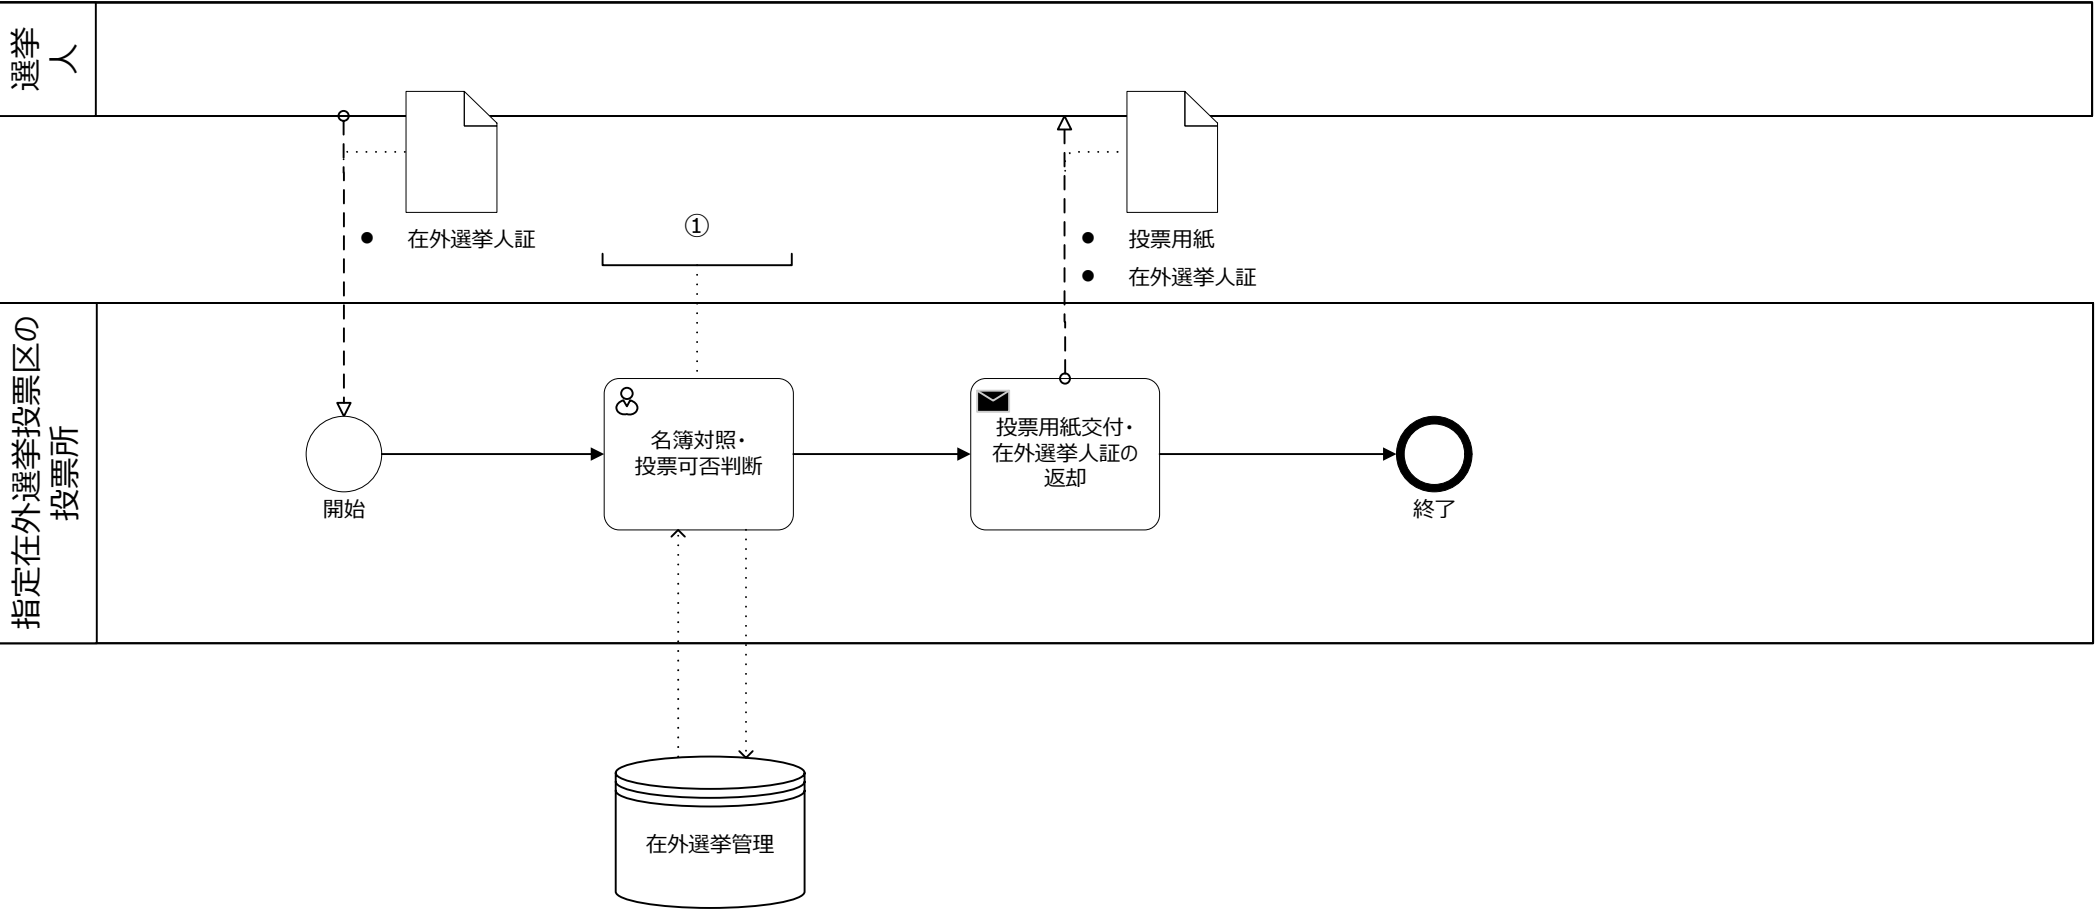 選挙
人
● 在外選挙人証
①
● 投票用紙
● 在外選挙人証
指定在外選挙投票区の
投票所
開始
名簿対照・
投票可否判断
投票用紙交付・
在外選挙人証の
返却
終了
在外選挙管理